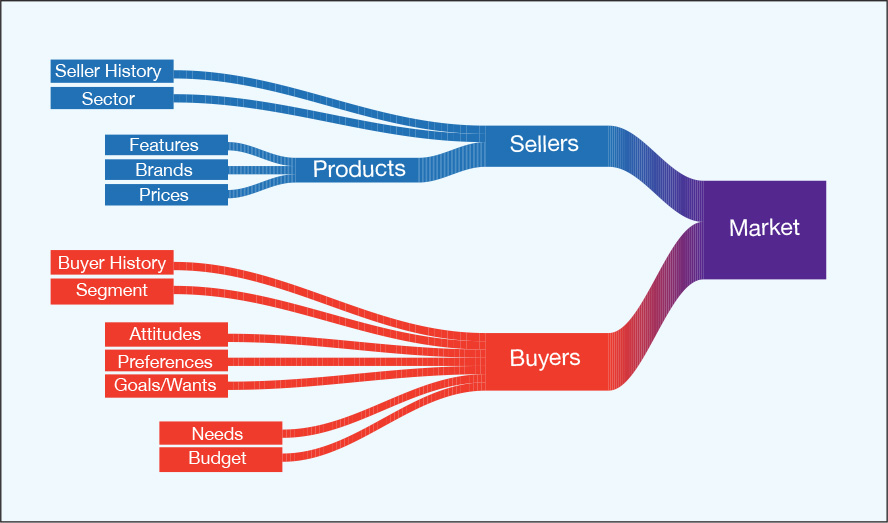 Seller History
Sector
Features
Brands
Prices
Products
Sellers
Market
Buyer History
Segment
Attitudes
Preferences
Goals/Wants
Needs
Budget
Buyers